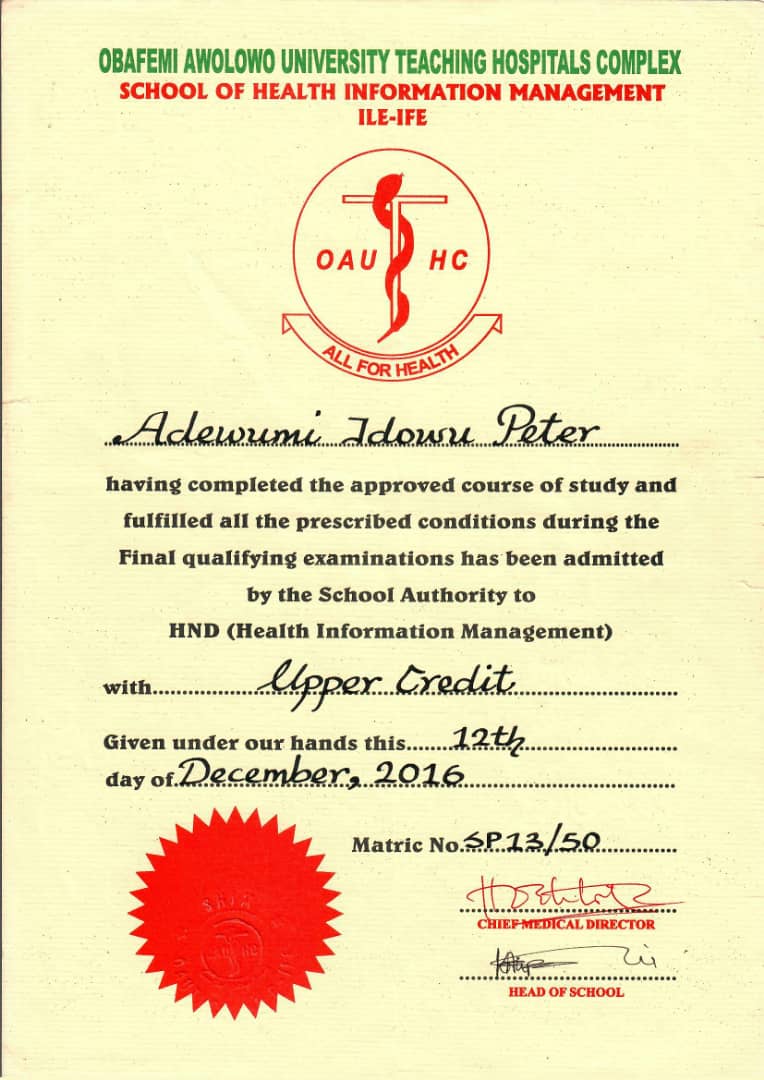 OBAFEMI AWOLOWO UNIVERSITY TEACHING HOSPITALS COMPLEX
SCHOOL OF HEALTH INFORMATION MANAGEMENT
ILE-IFE
OAU HC
ALL FOR HEALTH
Adewumi Idowu Peter
having completed the approved course of study and
fulfilled all the prescribed conditions during the
Final qualifying examinations has been admitted
by the School Authority to
HND (Health Information Management)
with Upper Credit
Given under our hands this 12th
day of December, 2016
Matric No. SP13/50
CHIEF MEDICAL DIRECTOR
HEAD OF SCHOOL